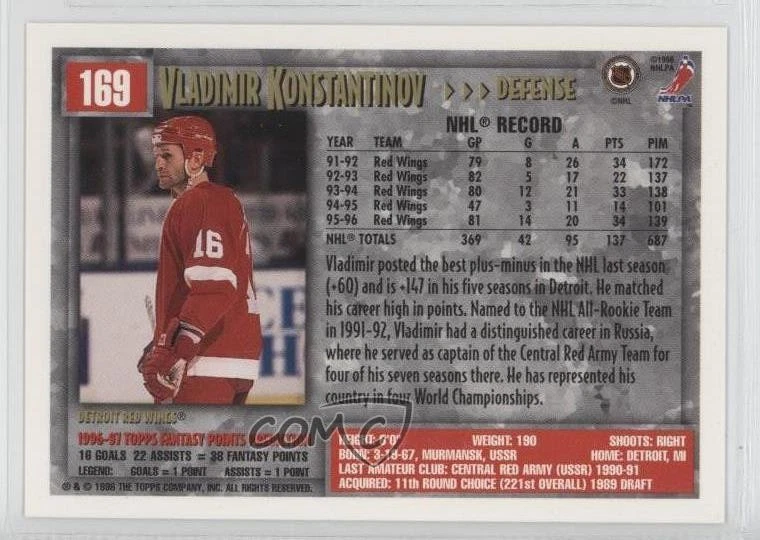 169 VLADIMIR KONSTANTINOV DEFENSE
©1996 NHLPA
©NHL NHLPA
NHL® RECORD
YEAR TEAM GP G A PTS PIM
91-92 Red Wings 79 8 26 34 172
92-93 Red Wings 82 5 17 22 137
93-94 Red Wings 80 12 21 33 138
94-95 Red Wings 47 3 11 14 101
95-96 Red Wings 81 14 20 34 139
NHL® TOTALS 369 42 95 137 687
16
Vladimir posted the best plus-minus in the NHL last season
(+60) and is +147 in his five seasons in Detroit. He matched
his career high in points. Named to the NHL All-Rookie Team
in 1991-92, Vladimir had a distinguished career in Russia,
where he served as captain of the Central Red Army Team for
four of his seven seasons there. He has represented his
country in four World Championships.
DETROIT RED WINGS®
1996-97 TOPPS FANTASY POINTS
16 GOALS 22 ASSISTS = 38 FANTASY POINTS
LEGEND: GOALS = 1 POINT ASSISTS = 1 POINT
® & © 1996 THE TOPPS COMPANY, INC. ALL RIGHTS RESERVED.
COMC
HEIGHT: WEIGHT: 190 SHOOTS: RIGHT
BORN: 3-19-67, MURMANSK, USSR HOME: DETROIT, MI
LAST AMATEUR CLUB: CENTRAL RED ARMY (USSR) 1990-91
ACQUIRED: 11th ROUND CHOICE (221st OVERALL) 1989 DRAFT